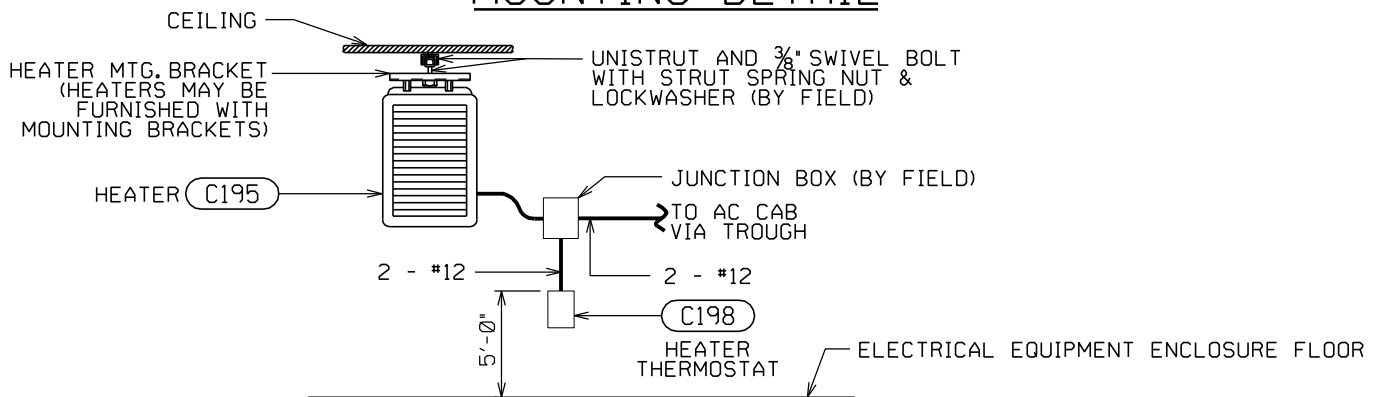 MOUNTING DETAIL
CEILING
HEATER MTG. BRACKET
(HEATERS MAY BE
FURNISHED WITH
MOUNTING BRACKETS)
UNISTRUT AND 3/8" SWIVEL BOLT
WITH STRUT SPRING NUT &
LOCKWASHER (BY FIELD)
HEATER C195
JUNCTION BOX (BY FIELD)
TO AC CAB
VIA TROUGH
2 - #12
2 - #12
5'-0"
C198
HEATER
THERMOSTAT
ELECTRICAL EQUIPMENT ENCLOSURE FLOOR